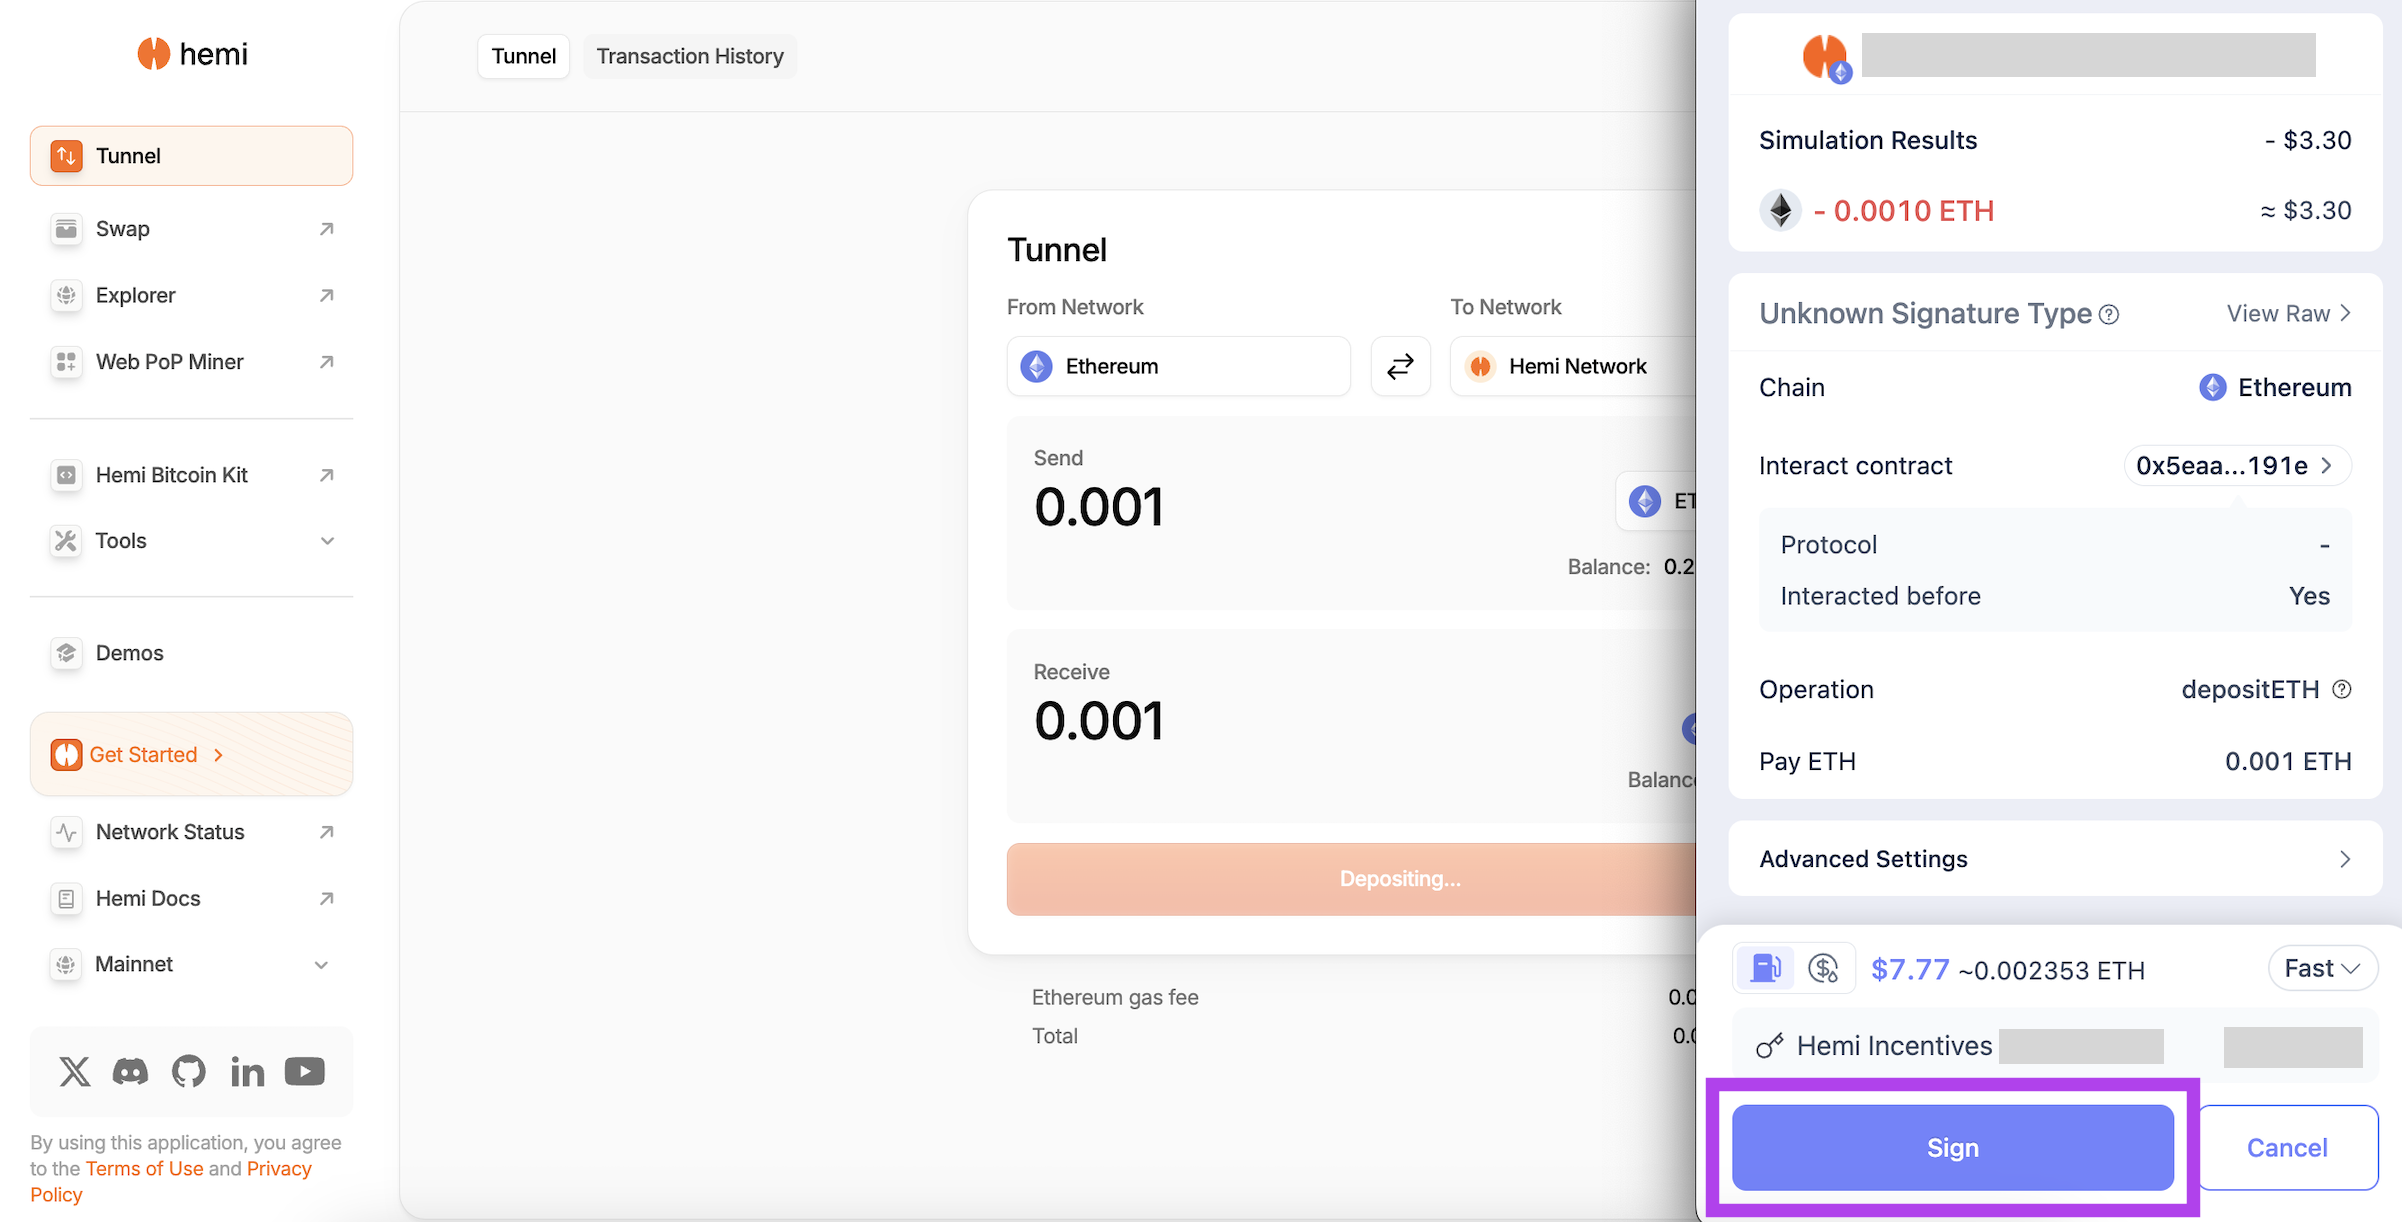 hemi
Tunnel
Swap
Explorer
Web PoP Miner
Hemi Bitcoin Kit
Tools
Demos
Get Started
Network Status
Hemi Docs
Mainnet
By using this application, you agree
to the Terms of Use and Privacy
Policy
Tunnel
Transaction History
Tunnel
From Network
To Network
Ethereum
Hemi Network
Send
0.001
ET
Balance: 0.2
Receive
0.001
Balanc
Depositing...
Ethereum gas fee 0.0
Total 0.0
Simulation Results - $3.30
- 0.0010 ETH ≈ $3.30
Unknown Signature Type View Raw
Chain Ethereum
Interact contract 0x5eaa...191e
Protocol -
Interacted before Yes
Operation depositETH
Pay ETH 0.001 ETH
Advanced Settings
$7.77 ~0.002353 ETH Fast
Hemi Incentives
Sign
Cancel